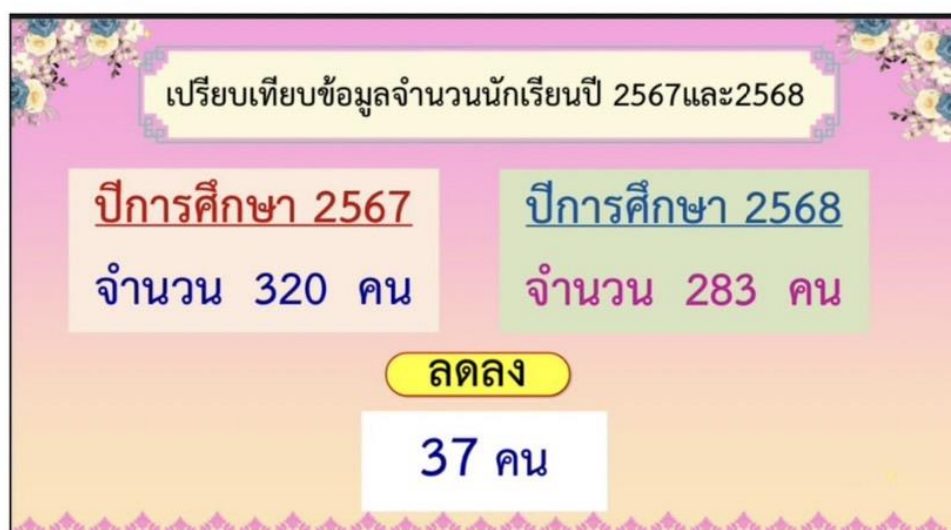 เปรียบเทียบข้อมูลจำนวนนักเรียนปี 2567และ2568
ปีการศึกษา 2567
จำนวน 320 คน
ปีการศึกษา 2568
จำนวน 283 คน
ลดลง
37 คน